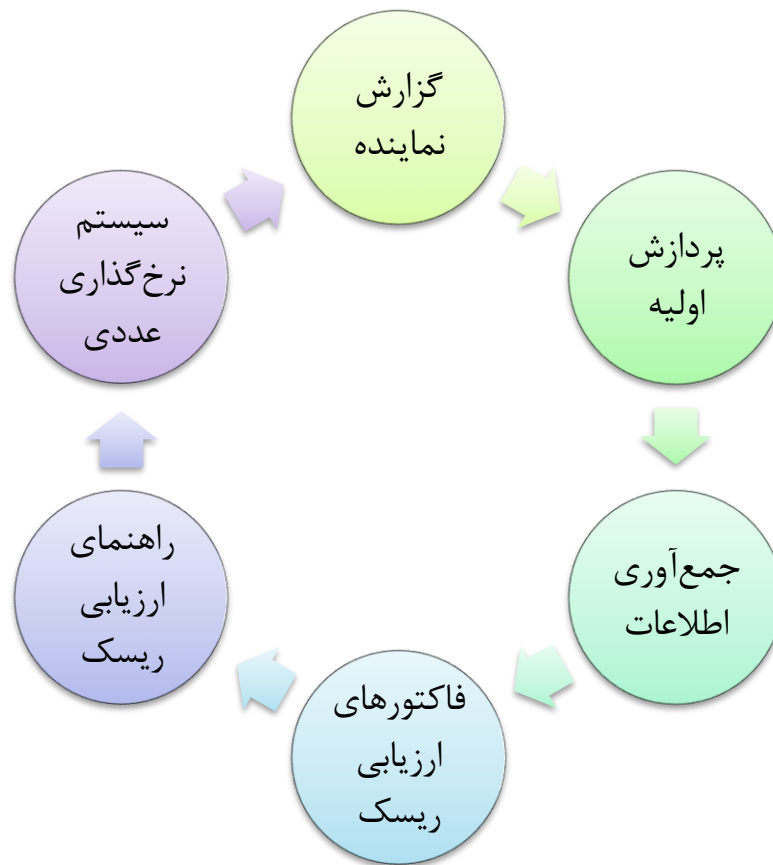 گزارش
نماینده
پردازش
اولیه
جمع‌آوری
اطلاعات
فاکتورهای
ارزیابی
ریسک
راهنمای
ارزیابی
ریسک
سیستم
نرخ‌گذاری
عددی